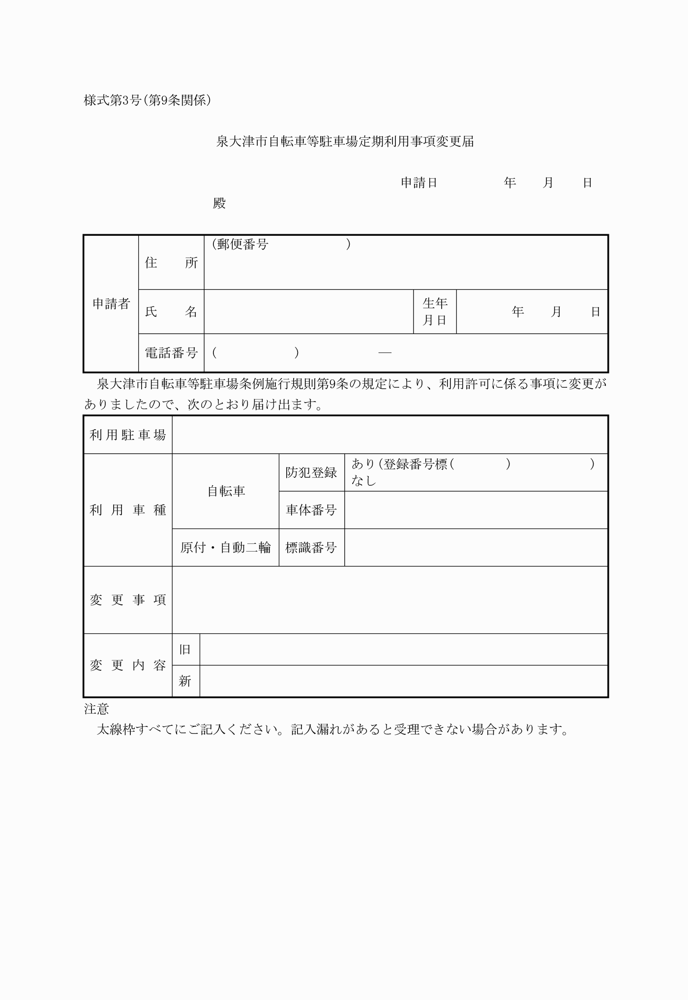 様式第3号(第9条関係)
泉大津市自転車等駐車場定期利用事項変更届
申請日　　　　　年　　月　　日
殿
申請者
住　　所
(郵便番号　　　　　　)
氏　　名
生年
月日
年　　月　　日
電話番号
(　　　　　　)　　　　　　―
泉大津市自転車等駐車場条例施行規則第9条の規定により、利用許可に係る事項に変更が
ありましたので、次のとおり届け出ます。
利用駐車場
利用車種
自転車
防犯登録
あり(登録番号標(　　　　)　　　　　　)
なし
車体番号
原付・自動二輪
標識番号
変更事項
変更内容
旧
新
注意
太線枠すべてにご記入ください。記入漏れがあると受理できない場合があります。